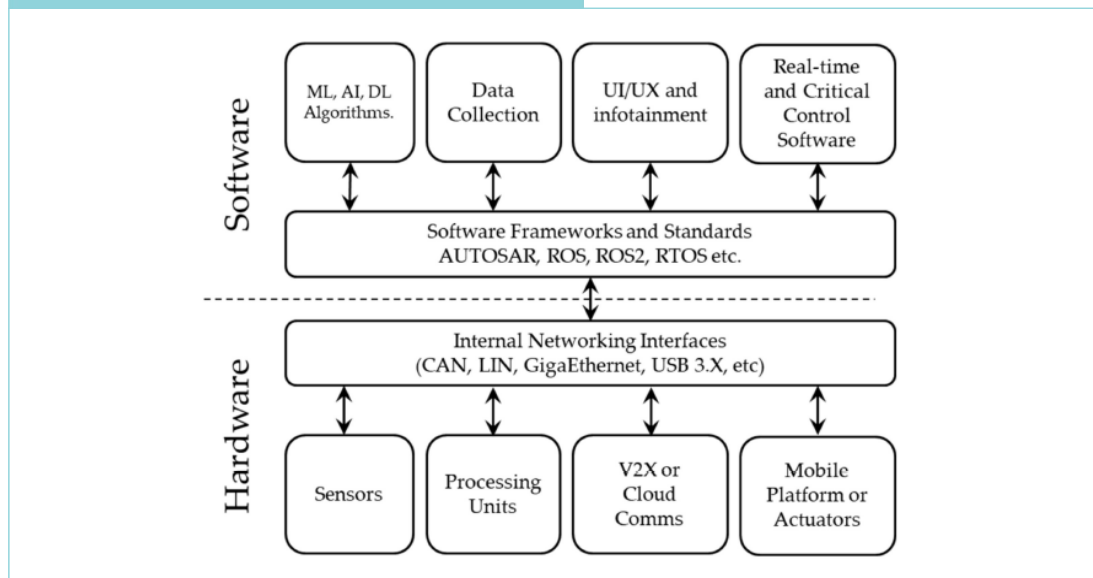 Software
ML, AI, DL
Algorithms.
Data
Collection
UI/UX and
infotainment
Real-time
and Critical
Control
Software
Software Frameworks and Standards
AUTOSAR, ROS, ROS2, RTOS etc.
Hardware
Internal Networking Interfaces
(CAN, LIN, GigaEthernet, USB 3.X, etc)
Sensors
Processing
Units
V2X or
Cloud
Comms
Mobile
Platform or
Actuators